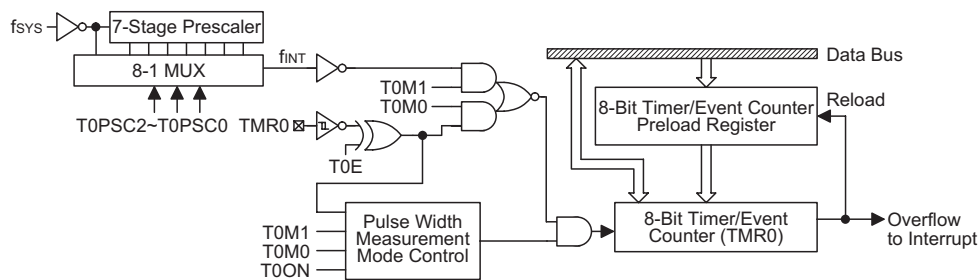 fSYS
7-Stage Prescaler
8-1 MUX
T0PSC2~T0PSC0
fINT
T0M1
T0M0
TMR0
T0E
T0M1
T0M0
T0ON
Pulse Width
Measurement
Mode Control
Data Bus
8-Bit Timer/Event Counter
Preload Register
Reload
8-Bit Timer/Event
Counter (TMR0)
Overflow
to Interrupt